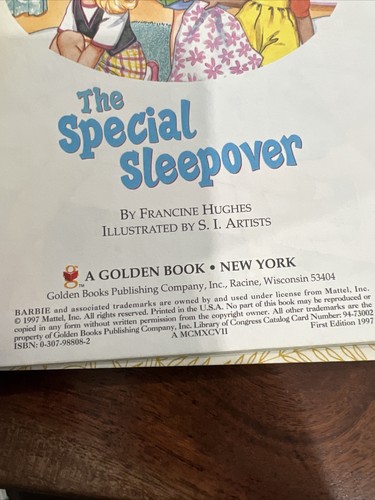 The
Special
Sleepover
BY FRANCINE HUGHES
ILLUSTRATED BY S. I. ARTISTS
g™ A GOLDEN BOOK • NEW YORK
Golden Books Publishing Company, Inc., Racine, Wisconsin 53404
BARBIE and associated trademarks are owned by and used under license from Mattel, Inc.
© 1997 Mattel, Inc. All rights reserved. Printed in the U.S.A. No part of this book may be reproduced or
copied in any form without written permission from the copyright owner. All other trademarks are the
property of Golden Books Publishing Company, Inc. Library of Congress Catalog Card Number: 94-73002
ISBN: 0-307-98808-2 A MCMXCVII First Edition 1997